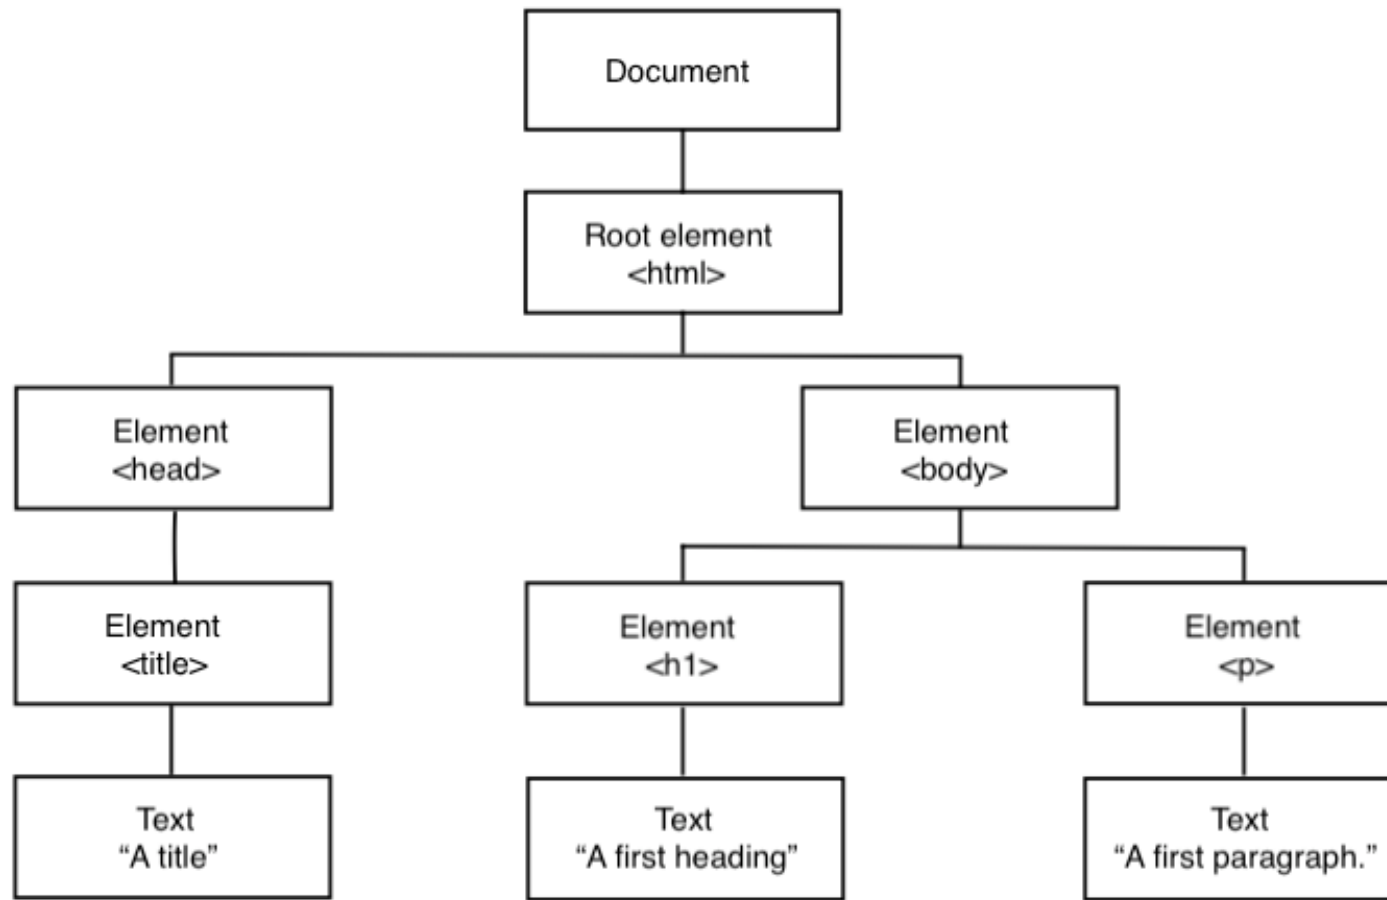 Document
Root element
<html>
Element
<head>
Element
<body>
Element
<title>
Element
<h1>
Element
<p>
Text
“A title”
Text
“A first heading”
Text
“A first paragraph.”